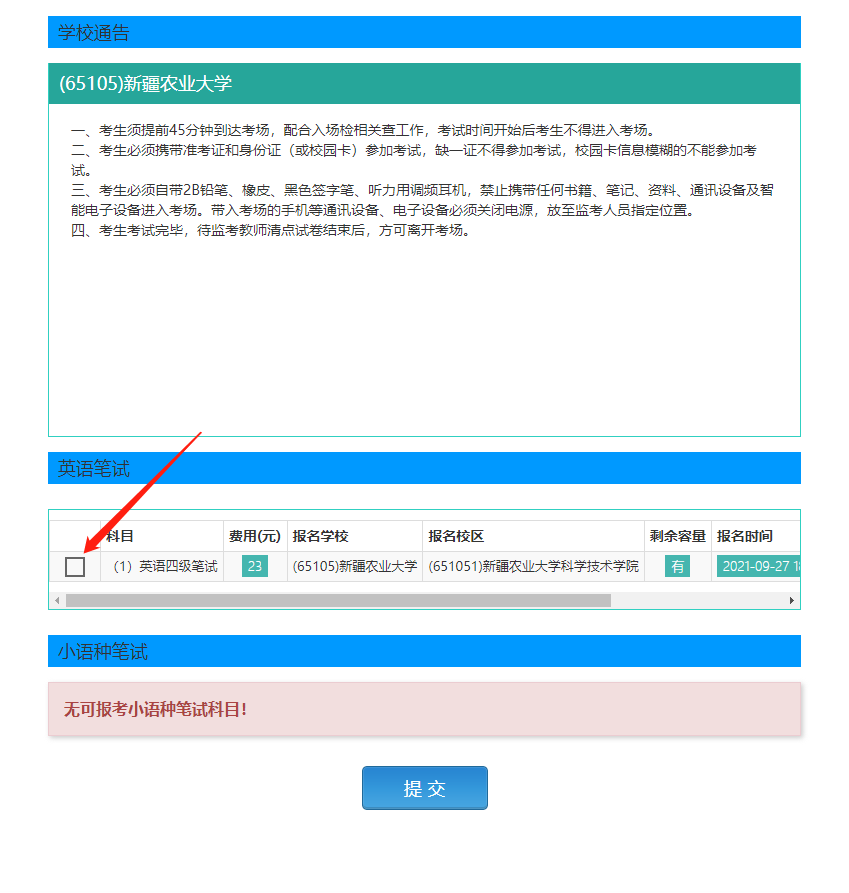 学校通告
(65105)新疆农业大学
一、考生须提前45分钟到达考场，配合入场检相关查工作，考试时间开始后考生不得进入考场。
二、考生必须携带准考证和身份证（或校园卡）参加考试，缺一证不得参加考试，校园卡信息模糊的不能参加考
试。
三、考生必须自带2B铅笔、橡皮、黑色签字笔、听力用调频耳机，禁止携带任何书籍、笔记、资料、通讯设备及智
能电子设备进入考场。带入考场的手机等通讯设备、电子设备必须关闭电源，放至监考人员指定位置。
四、考生考试完毕，待监考教师清点试卷结束后，方可离开考场。
英语笔试
科目 费用(元) 报名学校 报名校区 剩余容量 报名时间
（1）英语四级笔试 23 (65105)新疆农业大学 (651051)新疆农业大学科学技术学院 有 2021-09-27
小语种笔试
无可报考小语种笔试科目!
提 交